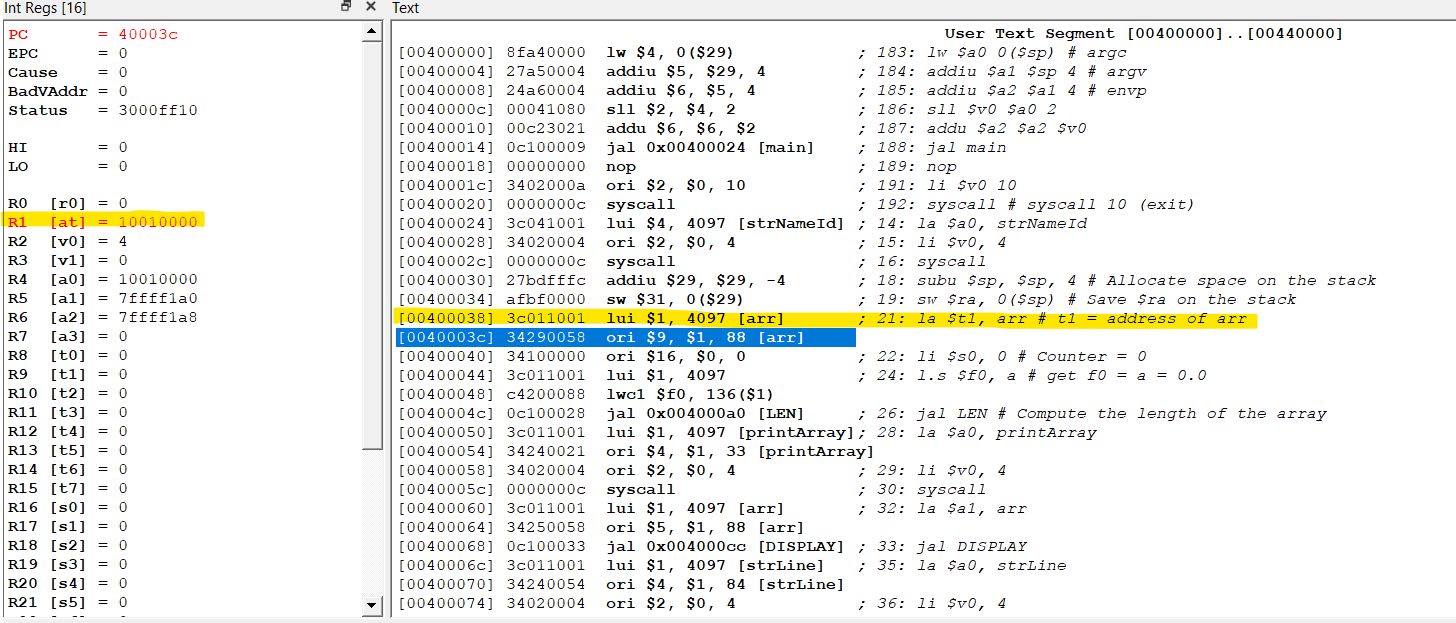 Int Regs [16]
PC = 40003c
EPC = 0
Cause = 0
BadVAddr = 0
Status = 3000ff10
HI = 0
LO = 0
R0 [r0] = 0
R1 [at] = 10010000
R2 [v0] = 4
R3 [v1] = 0
R4 [a0] = 10010000
R5 [a1] = 7ffff1a0
R6 [a2] = 7ffff1a8
R7 [a3] = 0
R8 [t0] = 0
R9 [t1] = 0
R10 [t2] = 0
R11 [t3] = 0
R12 [t4] = 0
R13 [t5] = 0
R14 [t6] = 0
R15 [t7] = 0
R16 [s0] = 0
R17 [s1] = 0
R18 [s2] = 0
R19 [s3] = 0
R20 [s4] = 0
R21 [s5] = 0
Text
User Text Segment [00400000]..[00440000]
[00400000] 8fa40000 lw $4, 0($29) ; 183: lw $a0 0($sp) # argc
[00400004] 27a50004 addiu $5, $29, 4 ; 184: addiu $a1 $sp 4 # argv
[00400008] 24a60004 addiu $6, $5, 4 ; 185: addiu $a2 $a1 4 # envp
[0040000c] 00041080 sll $2, $4, 2 ; 186: sll $v0 $a0 2
[00400010] 00c23021 addu $6, $6, $2 ; 187: addu $a2 $a2 $v0
[00400014] 0c100009 jal 0x00400024 [main] ; 188: jal main
[00400018] 00000000 nop ; 189: nop
[0040001c] 3402000a ori $2, $0, 10 ; 191: li $v0 10
[00400020] 0000000c syscall ; 192: syscall # syscall 10 (exit)
[00400024] 3c041001 lui $4, 4097 [strNameId] ; 14: la $a0, strNameId
[00400028] 34020004 ori $2, $0, 4 ; 15: li $v0, 4
[0040002c] 0000000c syscall ; 16: syscall
[00400030] 27bdfffc addiu $29, $29, -4 ; 18: subu $sp, $sp, 4 # Allocate space on the stack
[00400034] afbf0000 sw $31, 0($29) ; 19: sw $ra, 0($sp) # Save $ra on the stack
[00400038] 3c011001 lui $1, 4097 [arr] ; 21: la $t1, arr # t1 = address of arr
[0040003c] 34290058 ori $9, $1, 88 [arr]
[00400040] 34100000 ori $16, $0, 0 ; 22: li $s0, 0 # Counter = 0
[00400044] 3c011001 lui $1, 4097 ; 24: l.s $f0, a # get f0 = a = 0.0
[00400048] c4200088 lwc1 $f0, 136($1)
[0040004c] 0c100028 jal 0x004000a0 [LEN] ; 26: jal LEN # Compute the length of the array
[00400050] 3c011001 lui $1, 4097 [printArray]; 28: la $a0, printArray
[00400054] 34240021 ori $4, $1, 33 [printArray]
[00400058] 34020004 ori $2, $0, 4 ; 29: li $v0, 4
[0040005c] 0000000c syscall ; 30: syscall
[00400060] 3c011001 lui $1, 4097 [arr] ; 32: la $a1, arr
[00400064] 34250058 ori $5, $1, 88 [arr]
[00400068] 0c100033 jal 0x004000cc [DISPLAY] ; 33: jal DISPLAY
[0040006c] 3c011001 lui $1, 4097 [strLine] ; 35: la $a0, strLine
[00400070] 34240054 ori $4, $1, 84 [strLine]
[00400074] 34020004 ori $2, $0, 4 ; 36: li $v0, 4